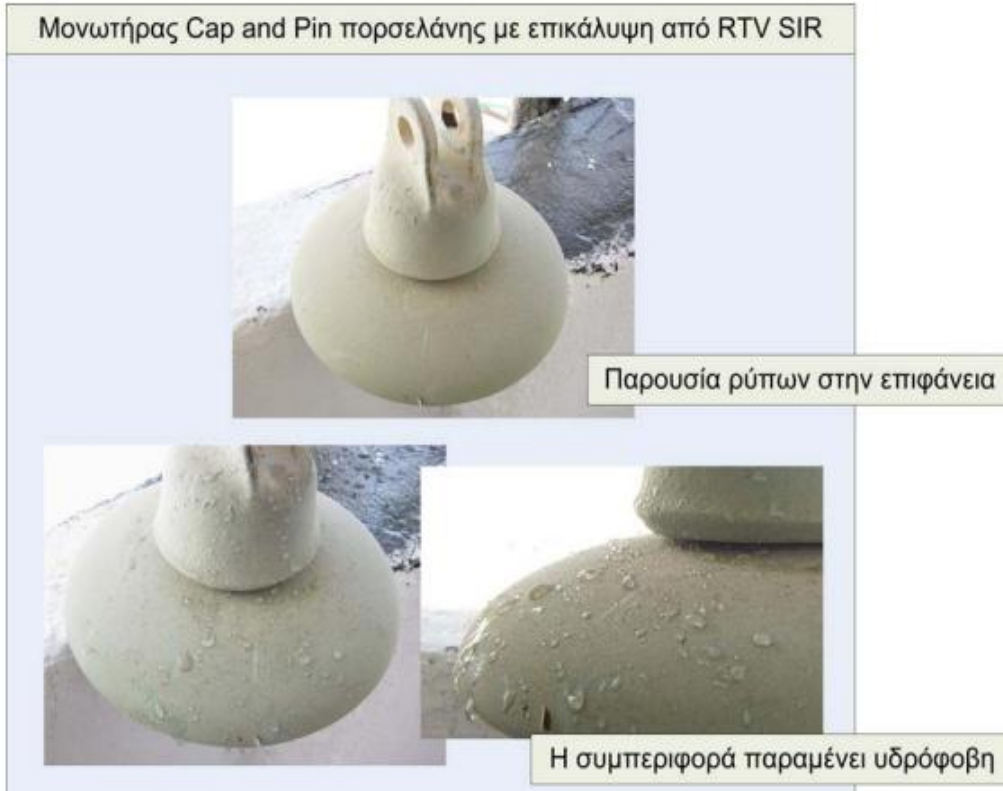 Μονωτήρας Cap and Pin πορσελάνης με επικάλυψη από RTV SIR
Παρουσία ρύπων στην επιφάνεια
Η συμπεριφορά παραμένει υδρόφοβη